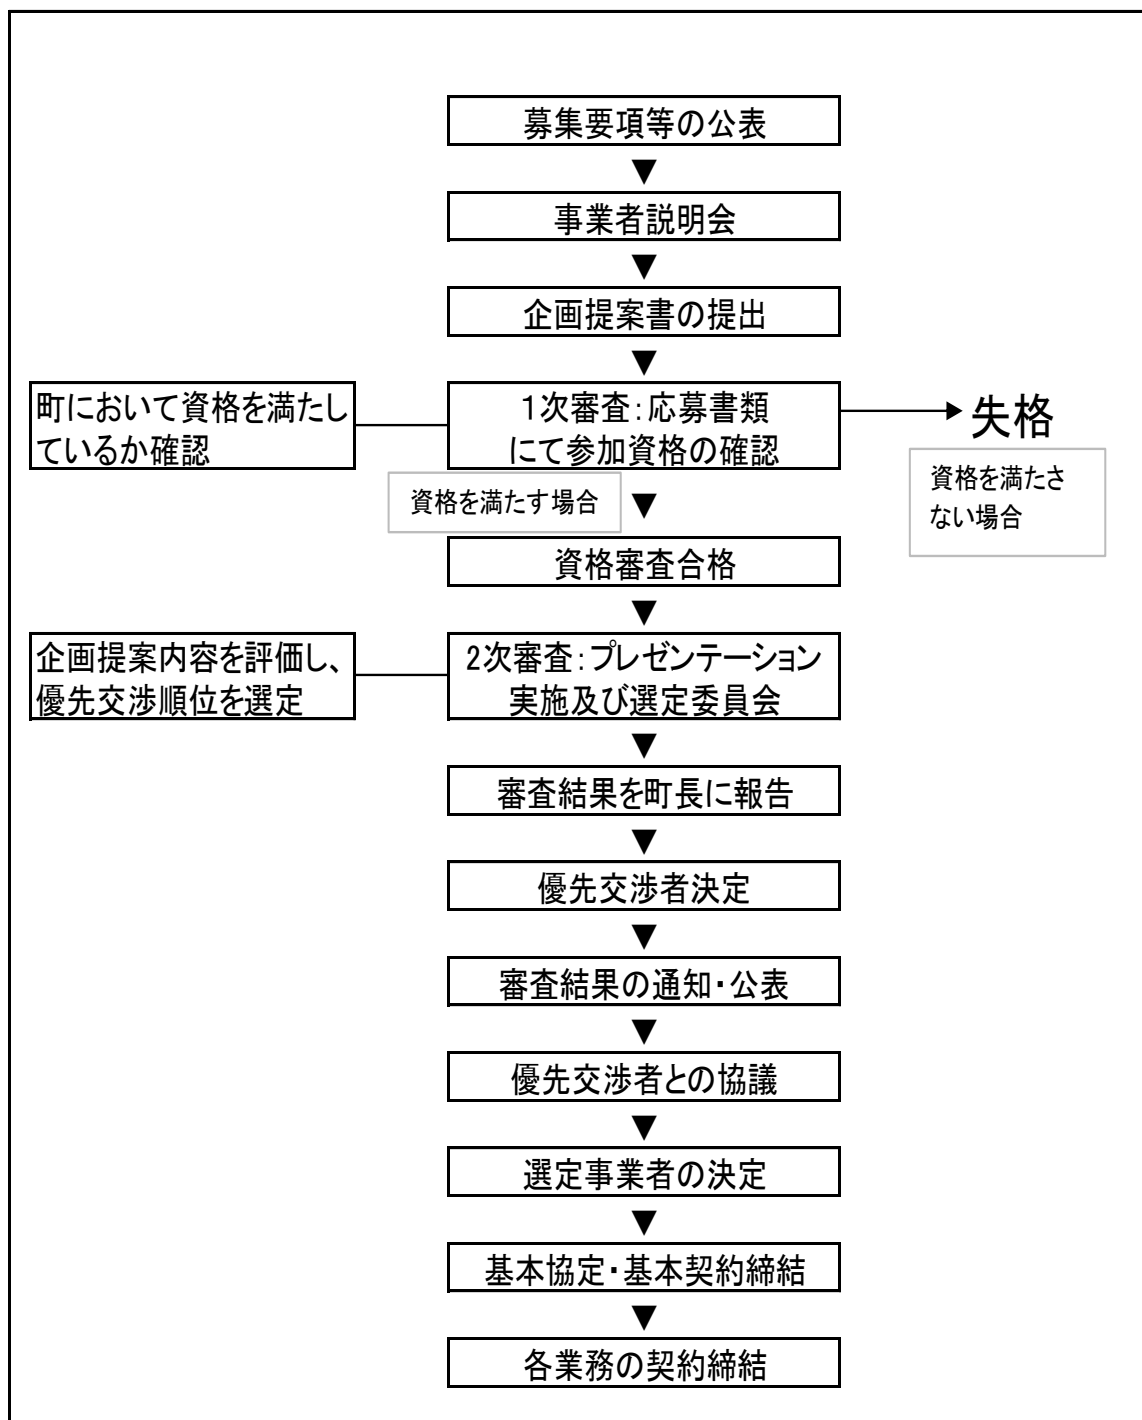 募集要項等の公表
▼
事業者説明会
▼
企画提案書の提出
▼
町において資格を満たし
ているか確認
1次審査：応募書類
にて参加資格の確認
失格
資格を満たさ
ない場合
資格を満たす場合
▼
資格審査合格
▼
企画提案内容を評価し、
優先交渉順位を選定
2次審査：プレゼンテーション
実施及び選定委員会
▼
審査結果を町長に報告
▼
優先交渉者決定
▼
審査結果の通知・公表
▼
優先交渉者との協議
▼
選定事業者の決定
▼
基本協定・基本契約締結
▼
各業務の契約締結